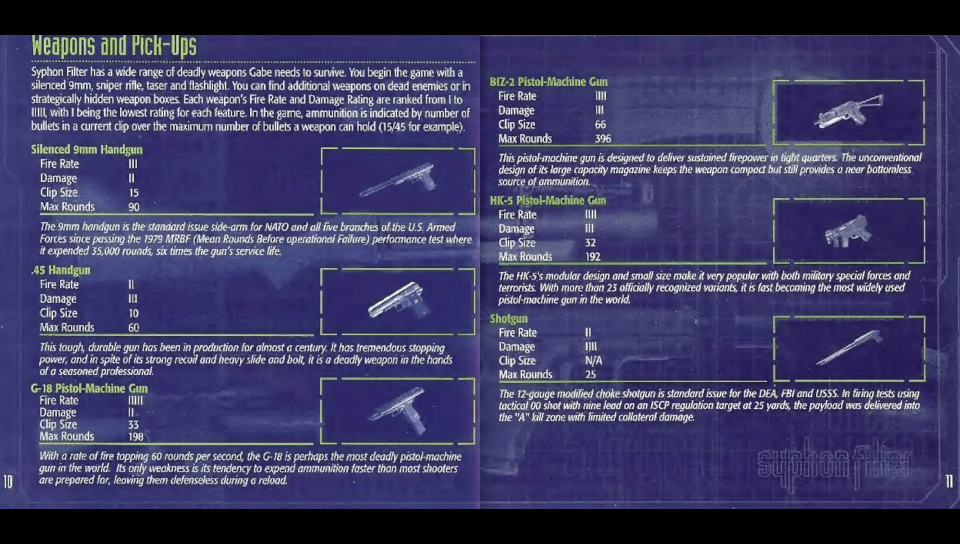 Weapons and Pick-Ups
Syphon Filter has a wide range of deadly weapons Gabe needs to survive. You begin the game with a
silenced 9mm, sniper rifle, taser and flashlight. You can find additional weapons on dead enemies or in
strategically hidden weapon boxes. Each weapon's Fire Rate and Damage Rating are ranked from I to
IIIII, with I being the lowest rating for each feature. In the game, ammunition is indicated by number of
bullets in a current clip over the maximum number of bullets a weapon can hold (15/45 for example).
Silenced 9mm Handgun
Fire Rate III
Damage II
Clip Size 15
Max Rounds 90
The 9mm handgun is the standard issue side-arm for NATO and all five branches of the U.S. Armed
Forces since passing the 1979 MRBF (Mean Rounds Before operational Failure) performance test where
it expended 35,000 rounds, six times the gun's service life.
.45 Handgun
Fire Rate II
Damage III
Clip Size 10
Max Rounds 60
This tough, durable gun has been in production for almost a century. It has tremendous stopping
power, and in spite of its strong recoil and heavy slide and bolt, it is a deadly weapon in the hands
of a seasoned professional.
G-18 Pistol-Machine Gun
Fire Rate IIIII
Damage II
Clip Size 33
Max Rounds 198
With a rate of fire topping 60 rounds per second, the G-18 is perhaps the most deadly pistol-machine
gun in the world. Its only weakness is its tendency to expend ammunition faster than most shooters
are prepared for, leaving them defenseless during a reload.
10
BIZ-2 Pistol-Machine Gun
Fire Rate IIII
Damage III
Clip Size 66
Max Rounds 396
This pistol-machine gun is designed to deliver sustained firepower in tight quarters. The unconventional
design of its large capacity magazine keeps the weapon compact but still provides a near bottomless
source of ammunition.
HK-5 Pistol-Machine Gun
Fire Rate IIII
Damage III
Clip Size 32
Max Rounds 192
The HK-5's modular design and small size make it very popular with both military special forces and
terrorists. With more than 23 officially recognized variants, it is fast becoming the most widely used
pistol-machine gun in the world.
Shotgun
Fire Rate II
Damage IIII
Clip Size N/A
Max Rounds 25
The 12-gauge modified choke shotgun is standard issue for the DEA, FBI and USSS. In firing tests using
tactical 00 shot with nine lead on an ISCP regulation target at 25 yards, the payload was delivered into
the "A" kill zone with limited collateral damage.
syphon filter
11